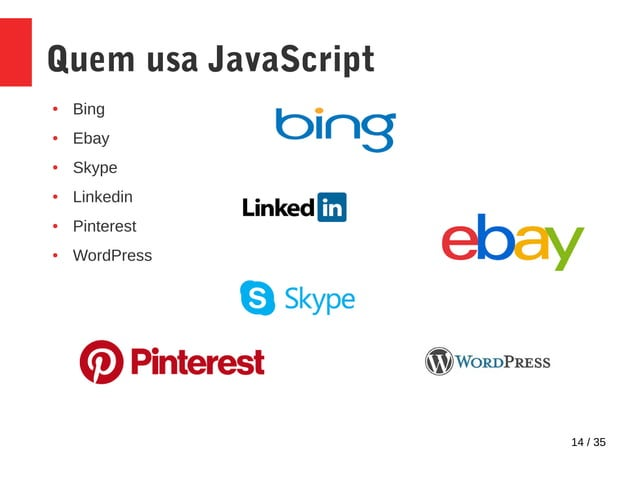 Quem usa JavaScript
• Bing
• Ebay
• Skype
• Linkedin
• Pinterest
• WordPress
bing
Linked in
ebay
S Skype
Pinterest
W WORDPRESS
14 / 35